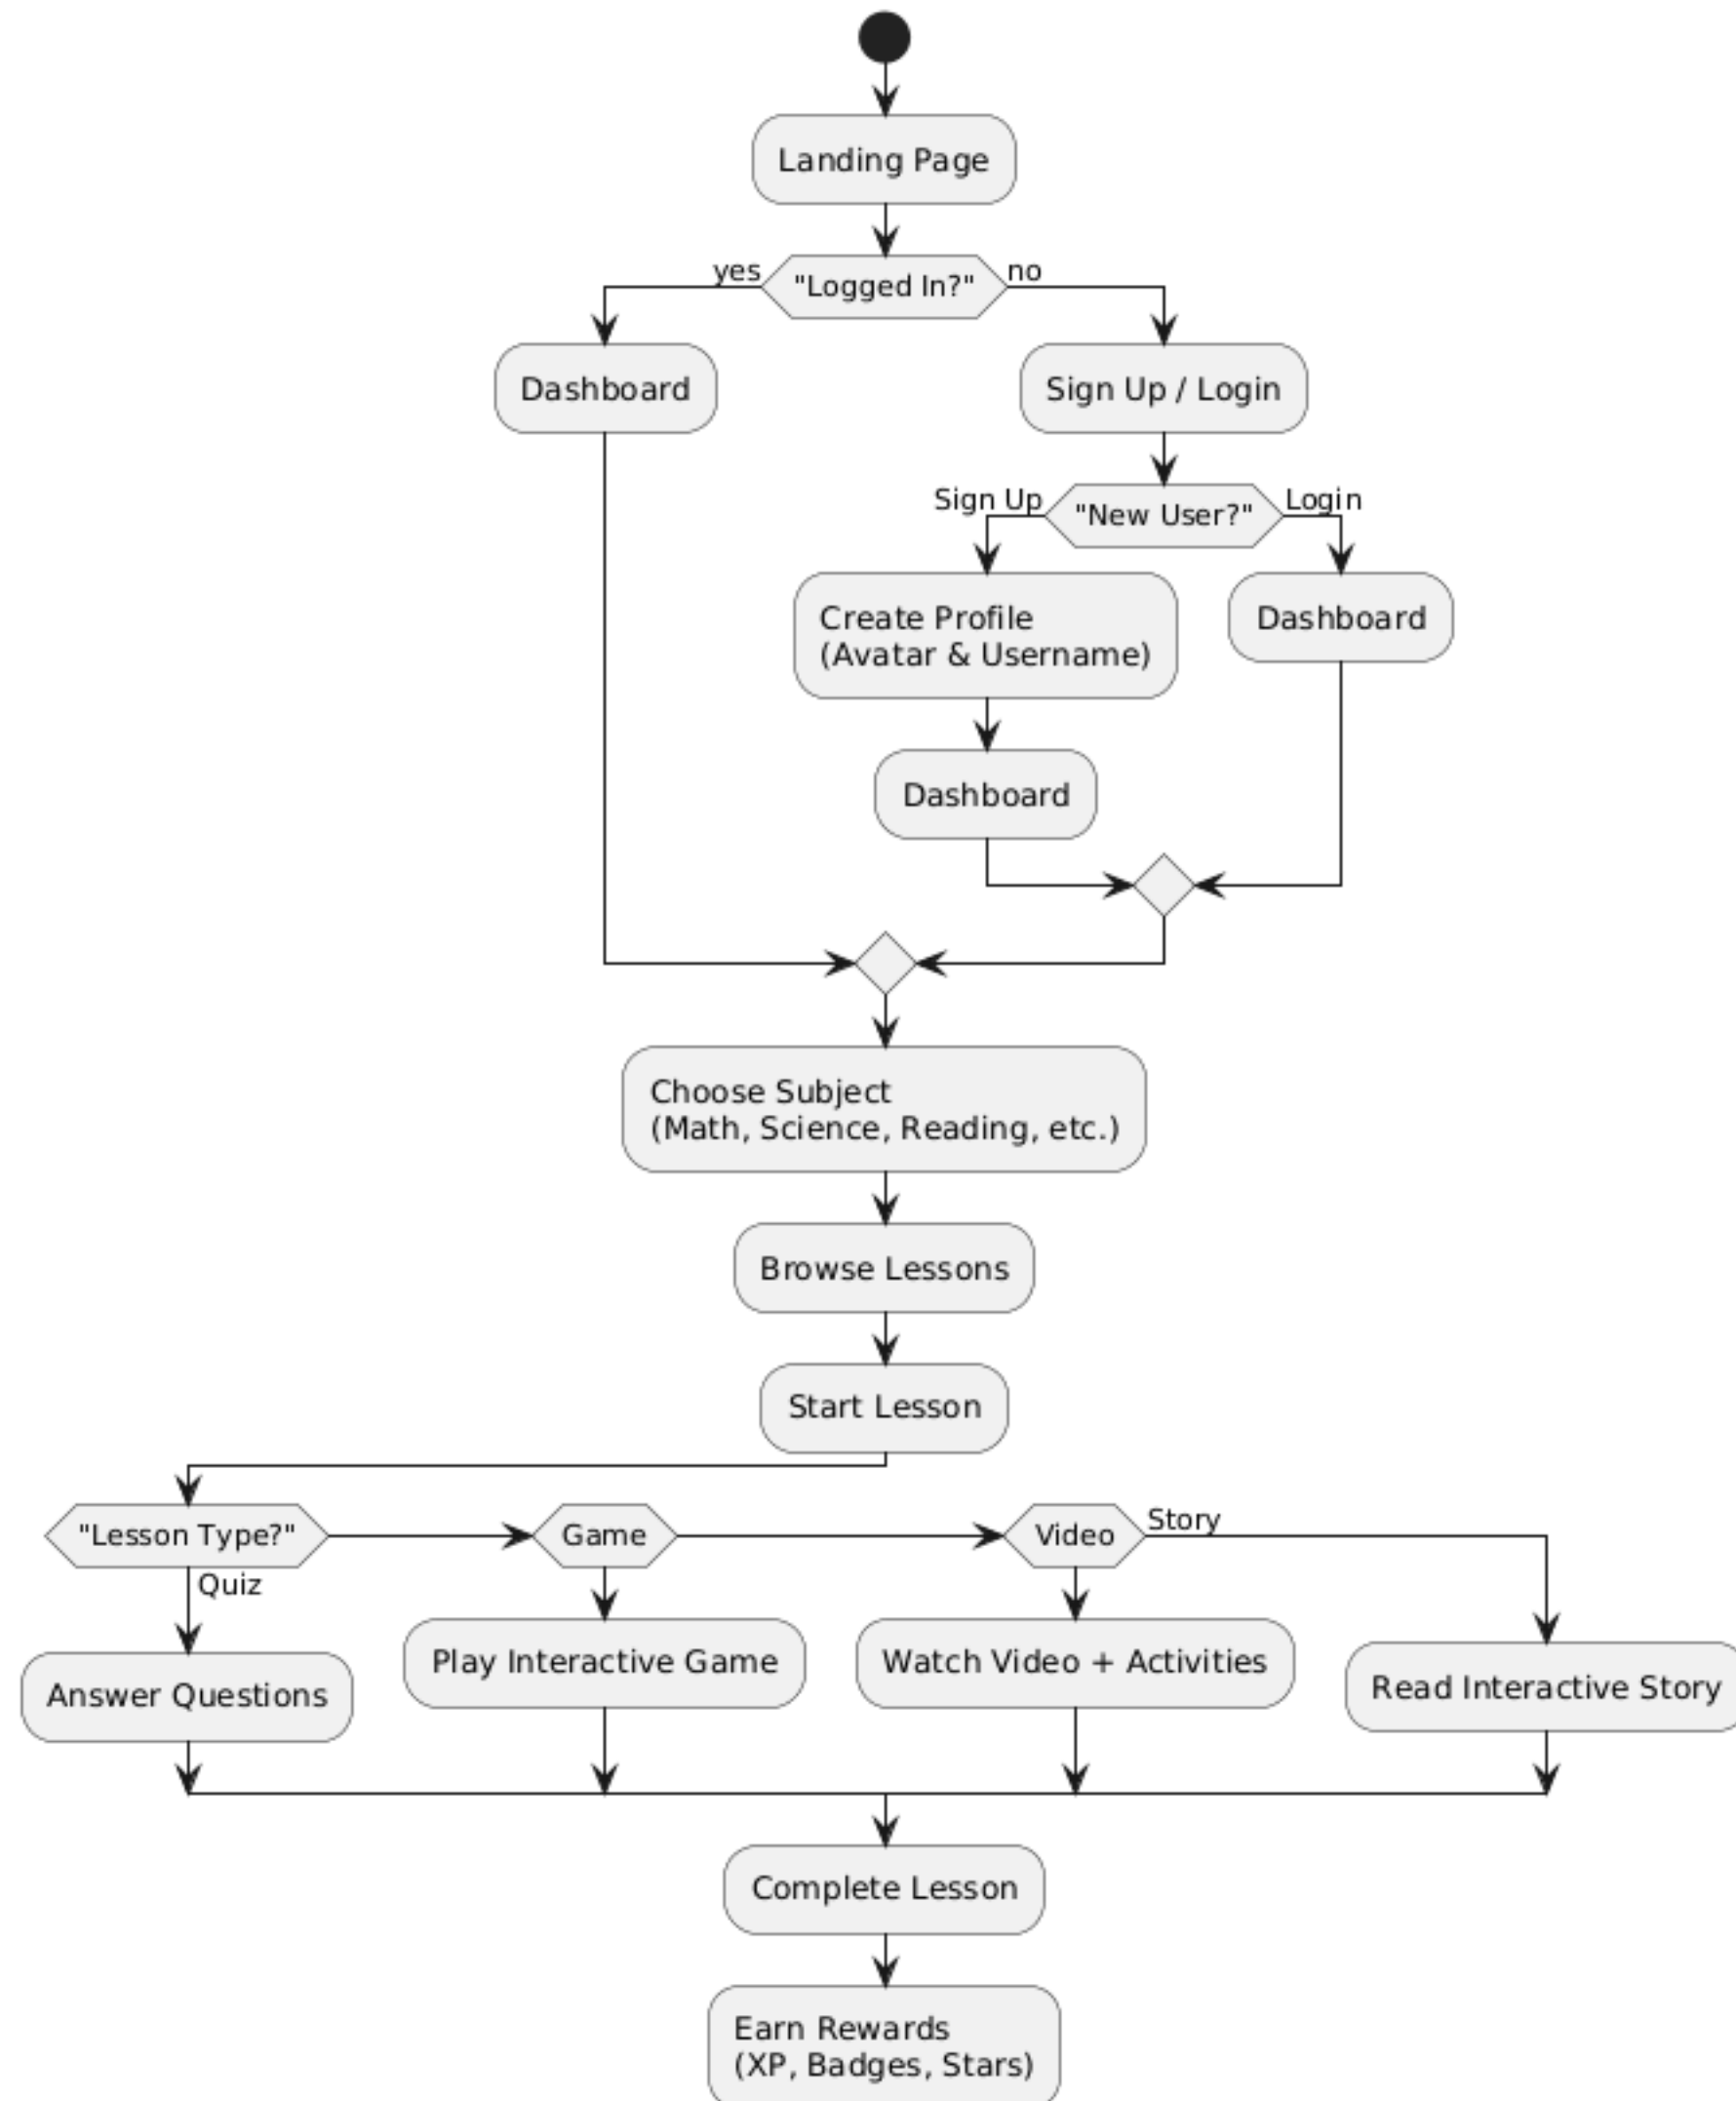 Landing Page
yes
"Logged In?"
no
Dashboard
Sign Up / Login
Sign Up
"New User?"
Login
Create Profile
(Avatar & Username)
Dashboard
Dashboard
Choose Subject
(Math, Science, Reading, etc.)
Browse Lessons
Start Lesson
"Lesson Type?"
Game
Video
Story
Quiz
Answer Questions
Play Interactive Game
Watch Video + Activities
Read Interactive Story
Complete Lesson
Earn Rewards
(XP, Badges, Stars)